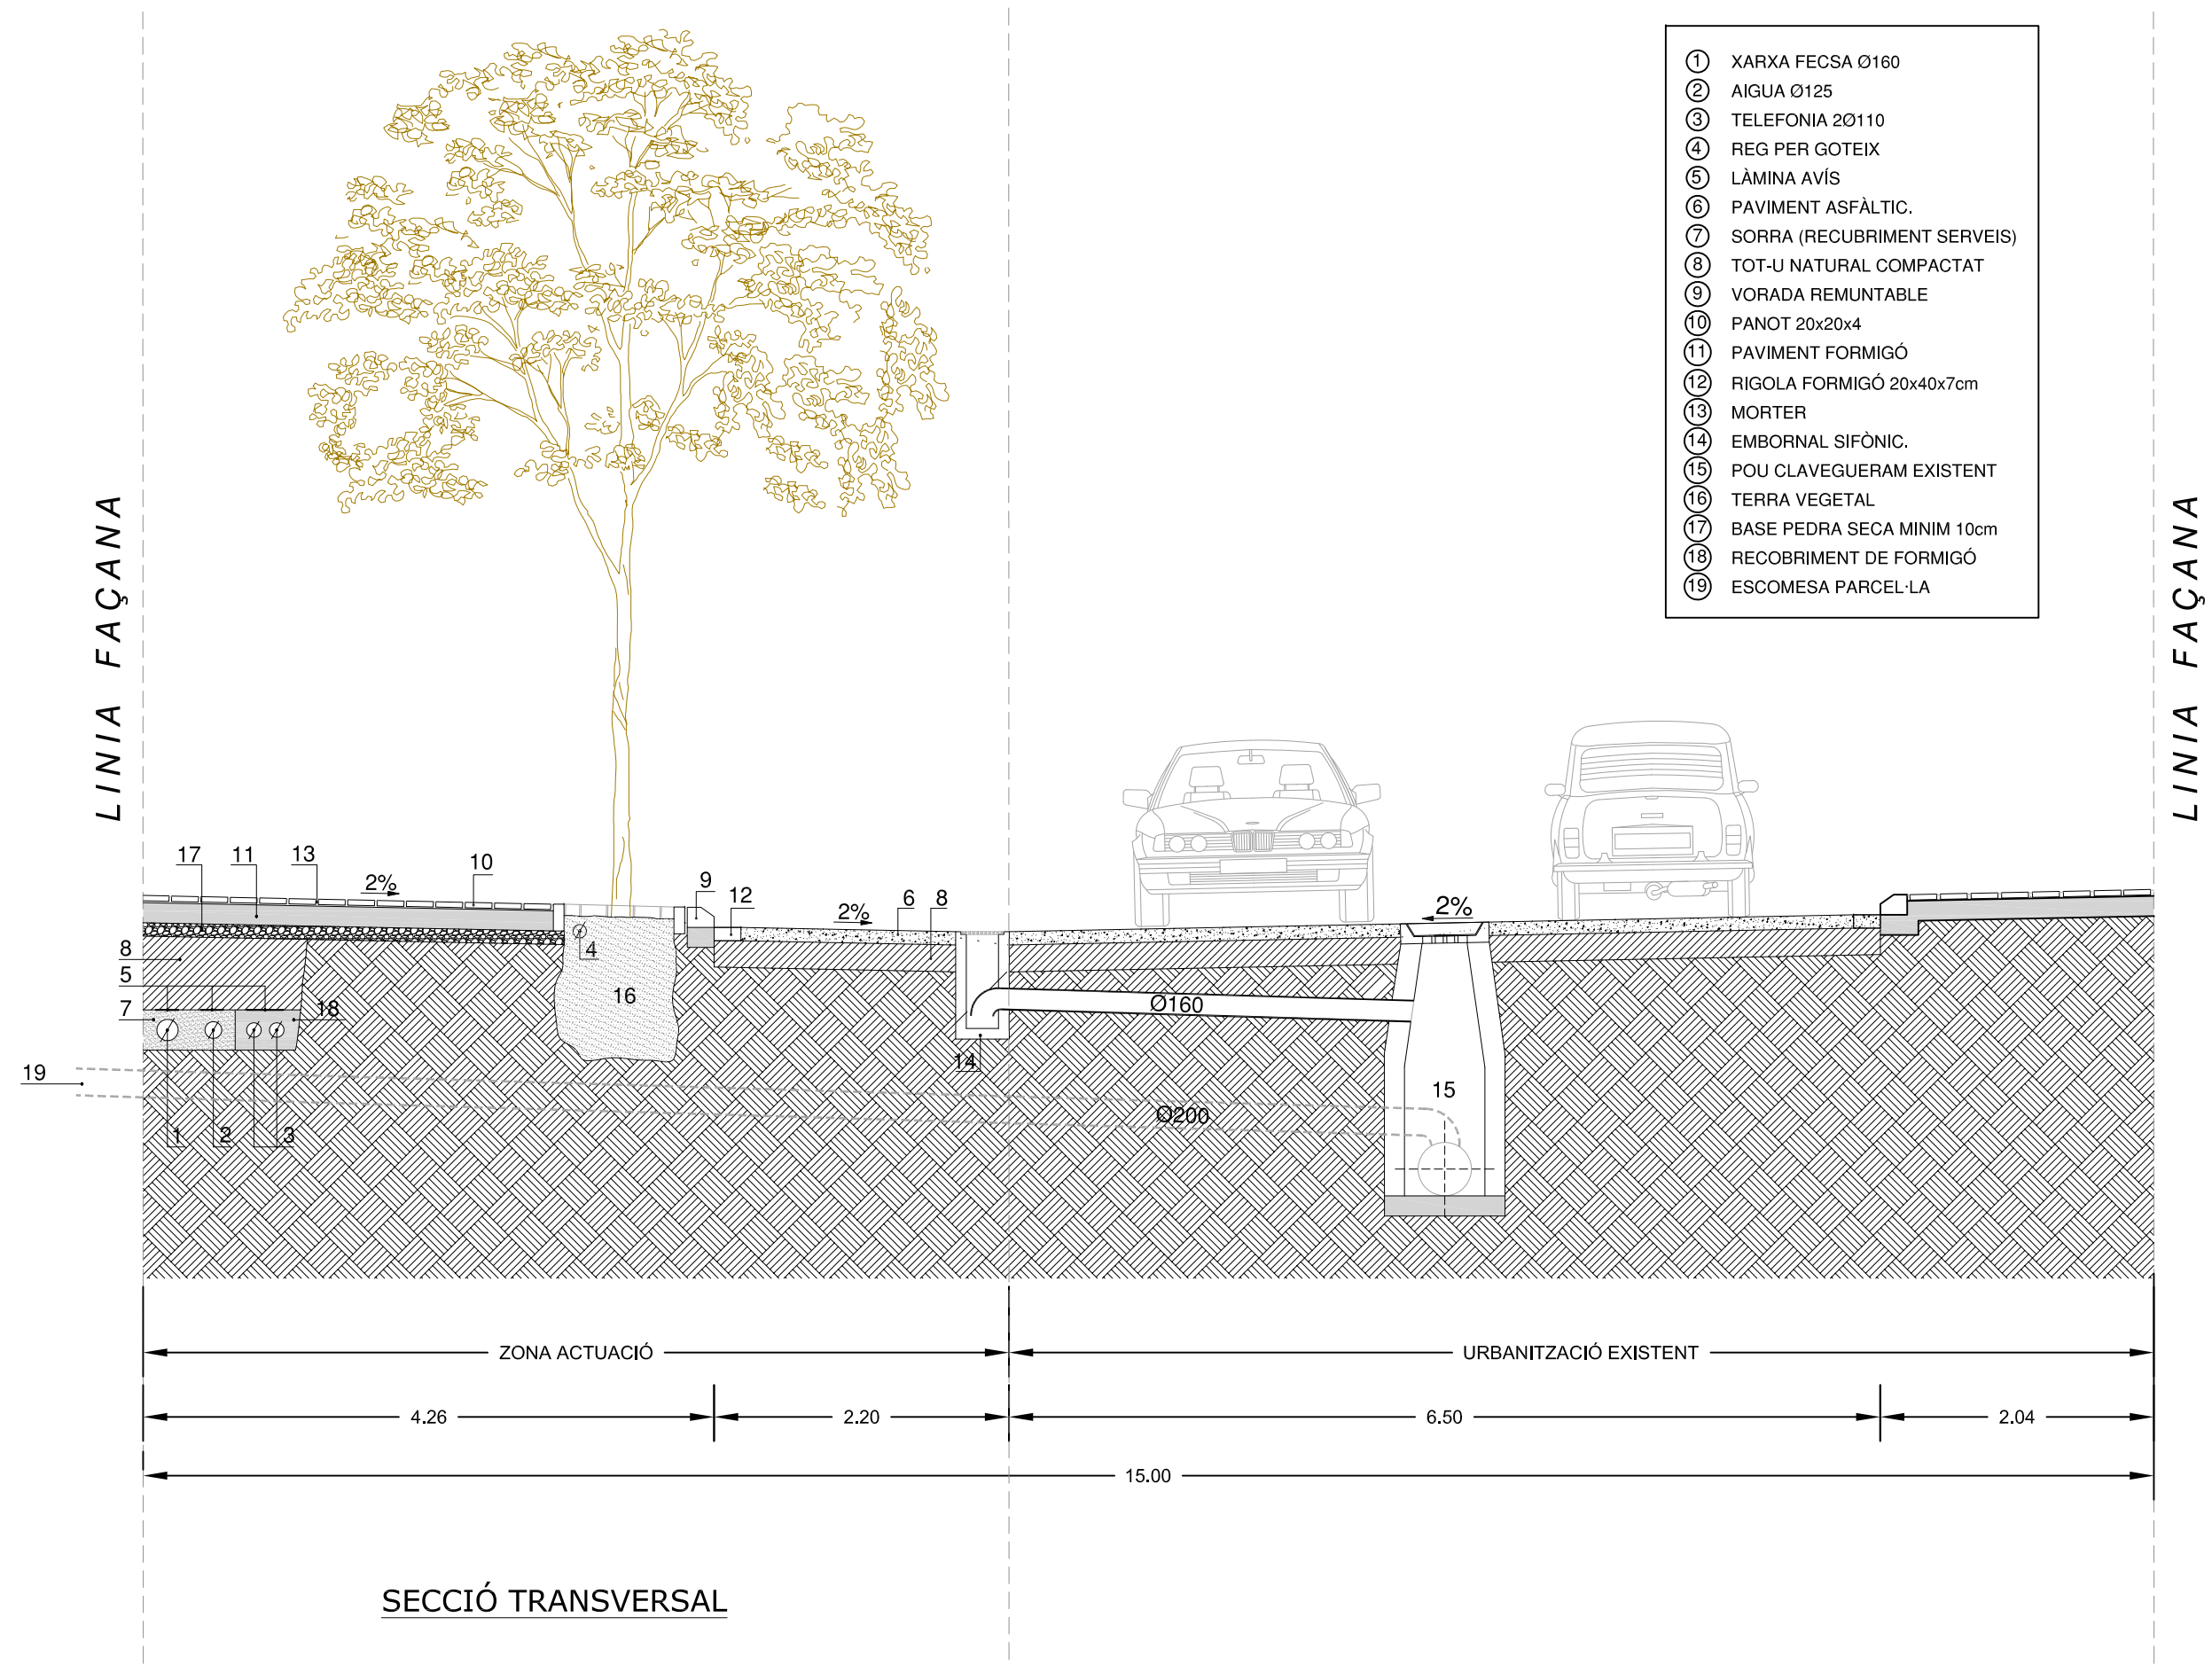 1 XARXA FECSA Ø160
2 AIGUA Ø125
3 TELEFONIA 2Ø110
4 REG PER GOTEIX
5 LÀMINA AVÍS
6 PAVIMENT ASFÀLTIC.
7 SORRA (RECUBRIMENT SERVEIS)
8 TOT-U NATURAL COMPACTAT
9 VORADA REMUNTABLE
10 PANOT 20x20x4
11 PAVIMENT FORMIGÓ
12 RIGOLA FORMIGÓ 20x40x7cm
13 MORTER
14 EMBORNAL SIFÒNIC.
15 POU CLAVEGUERAM EXISTENT
16 TERRA VEGETAL
17 BASE PEDRA SECA MINIM 10cm
18 RECOBRIMENT DE FORMIGÓ
19 ESCOMESA PARCEL·LA
LINIA FAÇANA
LINIA FAÇANA
17 11 13 2% 10 9 12 2% 6 8 2%
8 4
5
7 18 16 Ø160
14
19 15
Ø200
1 2 3
ZONA ACTUACIÓ URBANITZACIÓ EXISTENT
4.26 2.20 6.50 2.04
15.00
SECCIÓ TRANSVERSAL